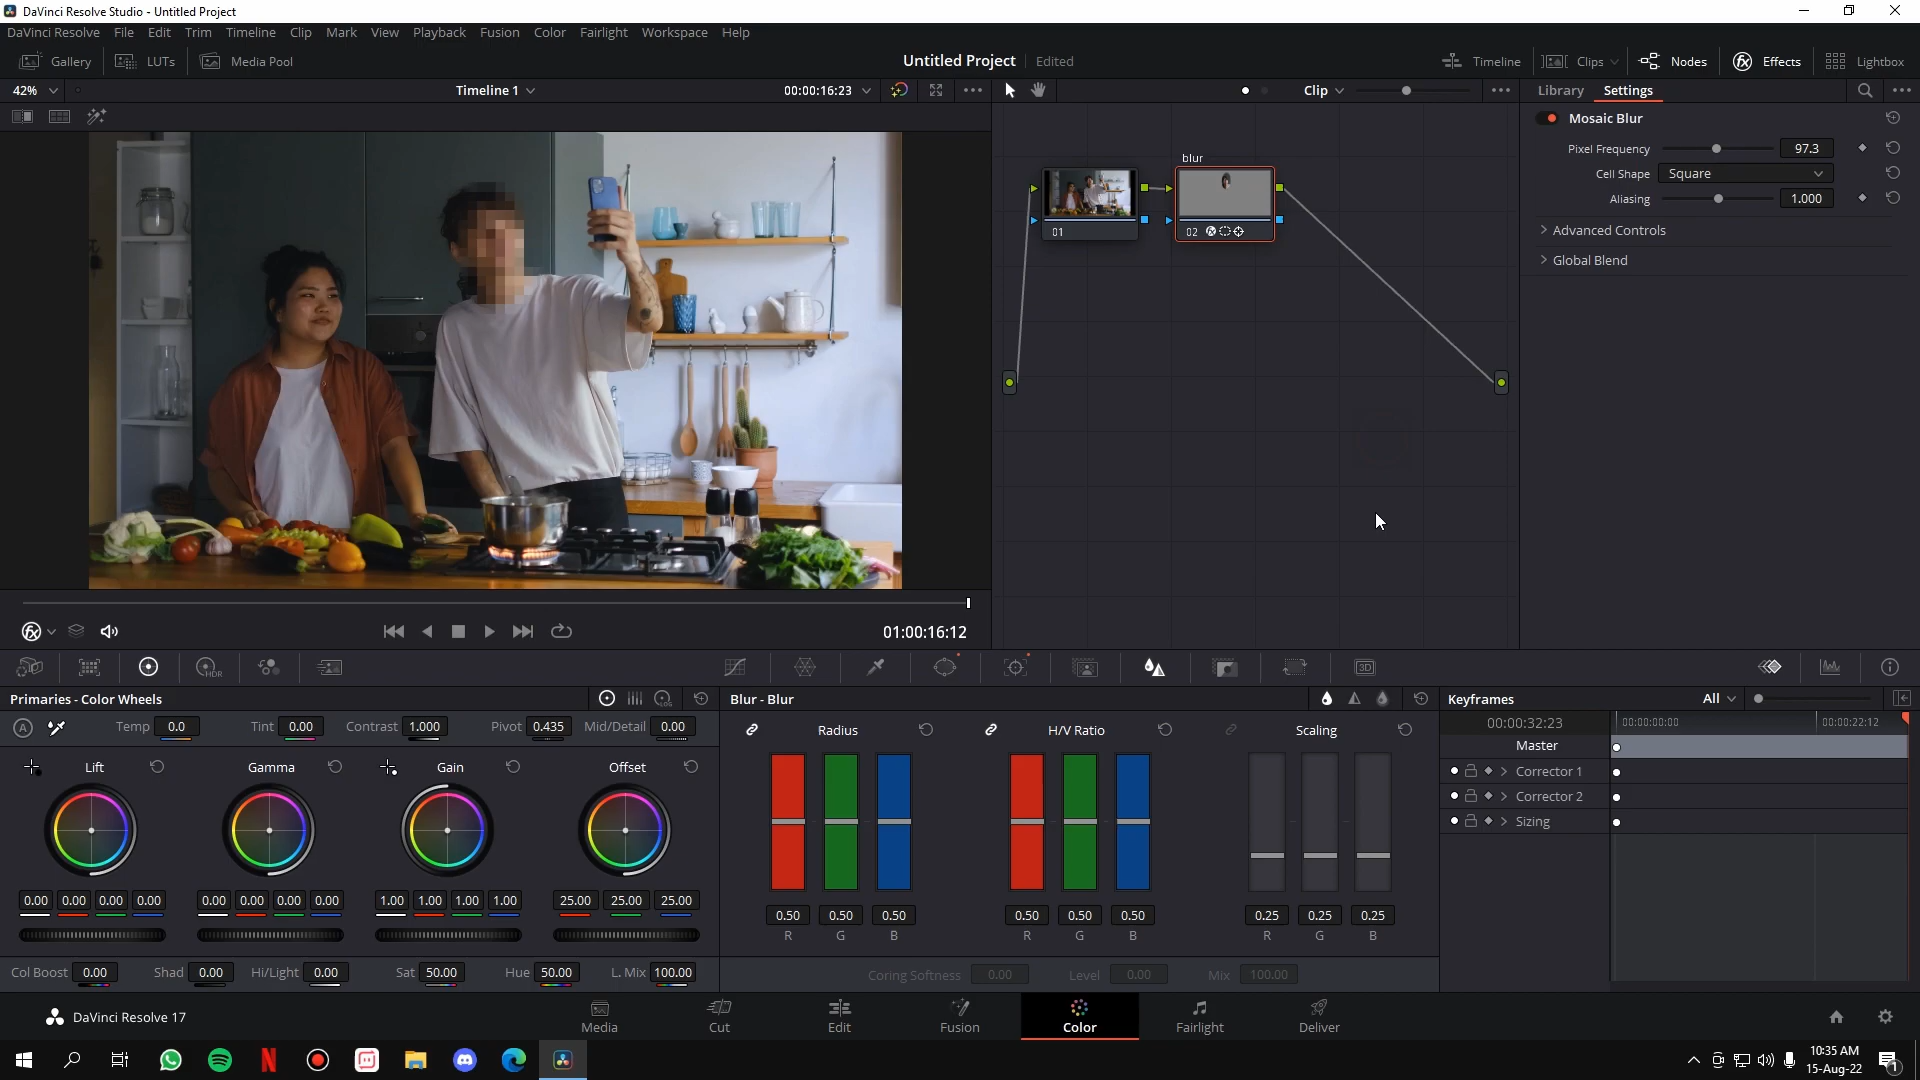 DaVinci Resolve Studio - Untitled Project
DaVinci Resolve File Edit Trim Timeline Clip Mark View Playback Fusion Color Fairlight Workspace Help
Gallery LUTs Media Pool Untitled Project Edited Timeline Clips Nodes Effects Lightbox
42% Timeline 1 00:00:16:23 Clip Library Settings
Mosaic Blur
Pixel Frequency 97.3
Cell Shape Square
Aliasing 1.000
Advanced Controls
Global Blend
blur
01
02
01:00:16:12
HDR
3D
Primaries - Color Wheels
LOG
Blur - Blur
Keyframes All
A Temp 0.0 Tint 0.00 Contrast 1.000 Pivot 0.435 Mid/Detail 0.00
Radius H/V Ratio Scaling
00:00:32:23 00:00:00:00 00:00:22:12
Master
Corrector 1
Corrector 2
Sizing
Lift Gamma Gain Offset
0.00 0.00 0.00 0.00 0.00 0.00 0.00 0.00 1.00 1.00 1.00 1.00 25.00 25.00 25.00
0.50 0.50 0.50 0.50 0.50 0.50 0.25 0.25 0.25
R G B R G B R G B
Col Boost 0.00 Shad 0.00 Hi/Light 0.00 Sat 50.00 Hue 50.00 L. Mix 100.00
Coring Softness 0.00 Level 0.00 Mix 100.00
DaVinci Resolve 17
Media Cut Edit Fusion Color Fairlight Deliver
10:35 AM
15-Aug-22
1